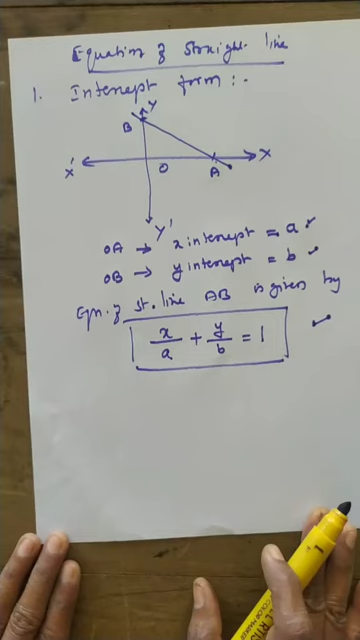 Equation of straight line
1. Intercept form :-
Y
B
X' O A X
Y'
OA → x intercept = a ✓
OB → y intercept = b ✓
Eqn. of st. line AB is given by
x/a + y/b = 1 ✓